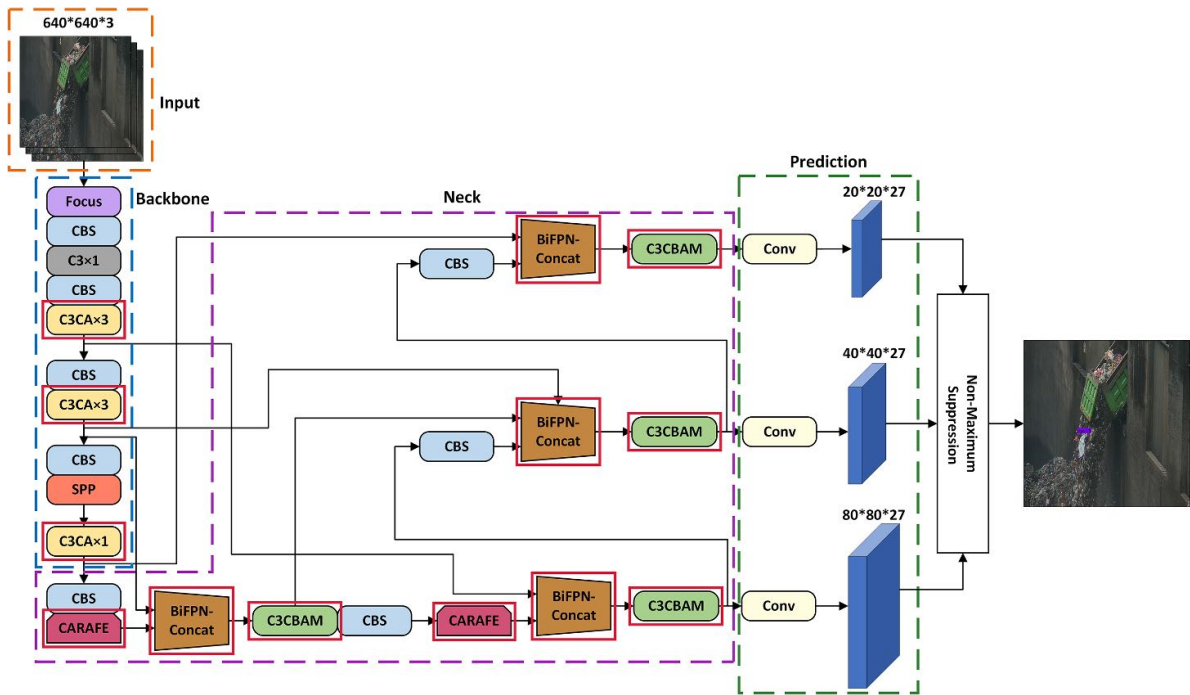 640*640*3
Input
Backbone
Focus
CBS
C3×1
CBS
C3CA×3
CBS
C3CA×3
CBS
SPP
C3CA×1
Neck
CBS
CARAFE
BiFPN-
Concat
C3CBAM
CBS
CARAFE
BiFPN-
Concat
C3CBAM
CBS
BiFPN-
Concat
C3CBAM
CBS
BiFPN-
Concat
C3CBAM
Prediction
Conv
20*20*27
Conv
40*40*27
Conv
80*80*27
Non-Maximum
Suppression